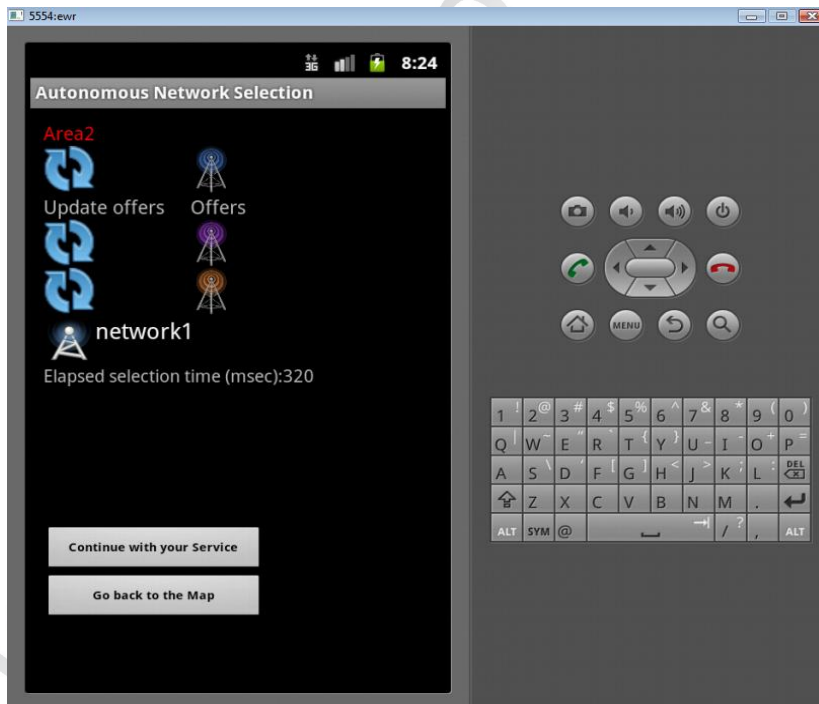 5554:ewr
3G 8:24
Autonomous Network Selection
Area2
Update offers Offers
network1
Elapsed selection time (msec):320
Continue with your Service
Go back to the Map
MENU
1 ! 2 @ 3 # 4 $ 5 % 6 ^ 7 & 8 * 9 ( 0 )
Q | W ~ E " R ` T { Y } U _ I - O + P =
A S \ D ' F [ G ] H < J > K ; L : DEL
Z X C V B N M .
ALT SYM @ / ? , ALT